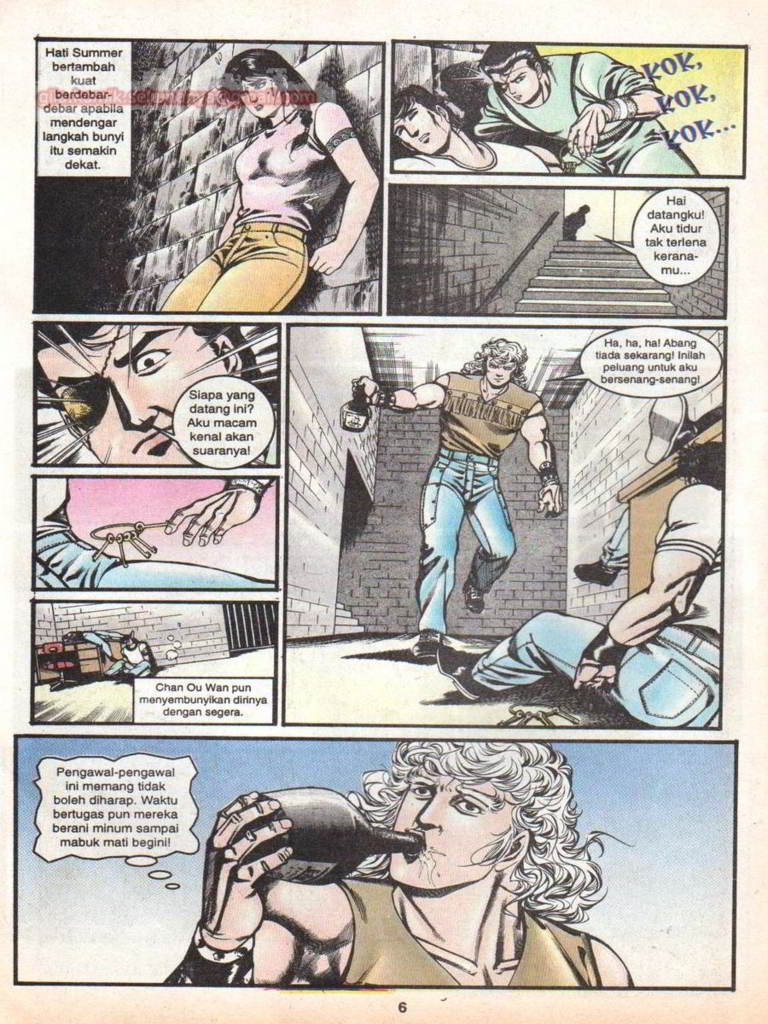 Hati Summer
bertambah
kuat
berdebar-
debar apabila
mendengar
langkah bunyi
itu semakin
dekat.
KOK,
KOK,
KOK...
Hai
datangku!
Aku tidur
tak terlena
kerana-
mu...
Siapa yang
datang ini?
Aku macam
kenal akan
suaranya!
Ha, ha, ha! Abang
tiada sekarang! Inilah
peluang untuk aku
bersenang-senang!
Chan Ou Wan pun
menyembunyikan dirinya
dengan segera.
Pengawal-pengawal
ini memang tidak
boleh diharap. Waktu
bertugas pun mereka
berani minum sampai
mabuk mati begini!
6